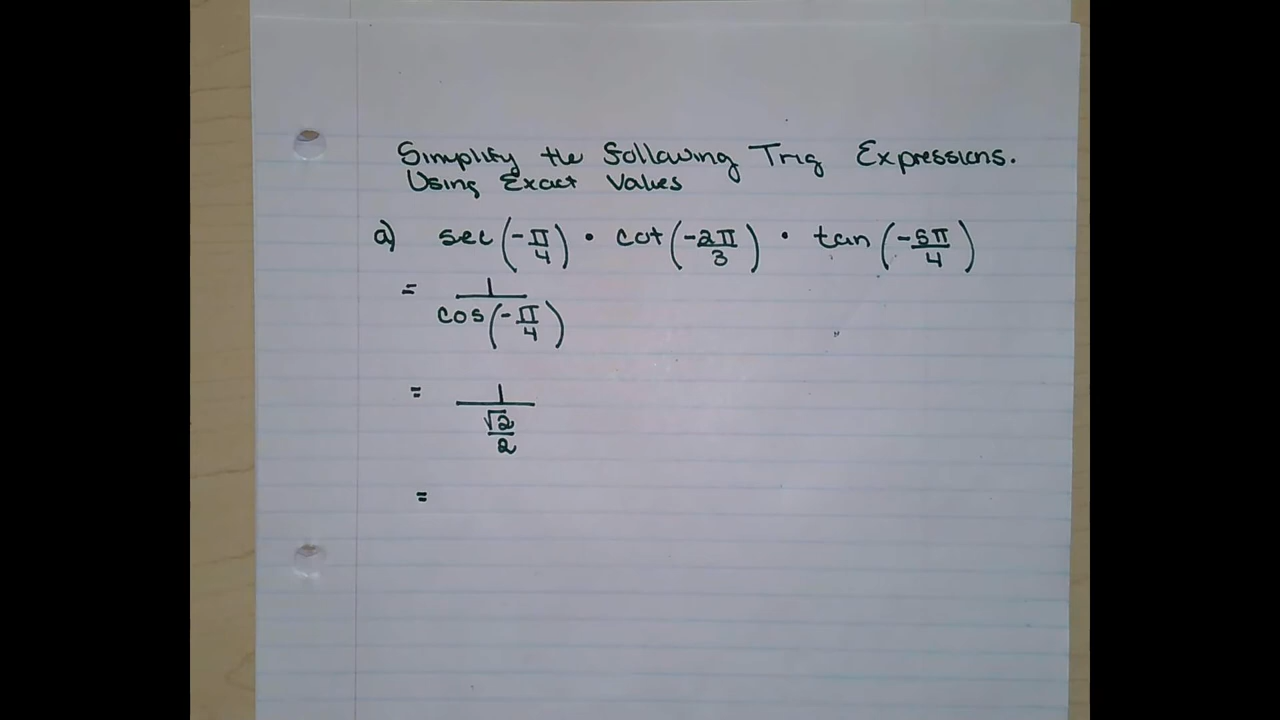 Simplify the Following Trig Expressions.
Using Exact Values
a) sec(-π/4) · cot(-2π/3) · tan(-5π/4)
= 1/cos(-π/4)
= 1/(√2/2)
=